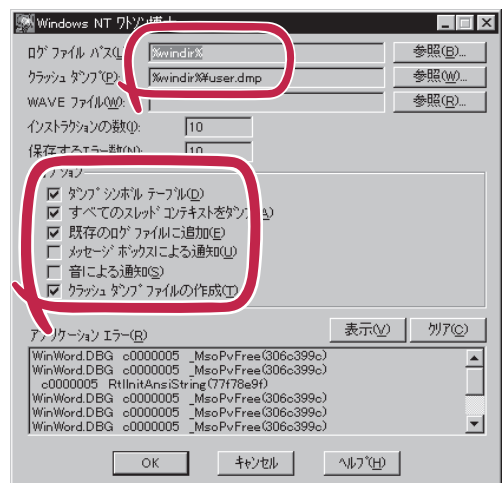 Windows NT ワトソン博士
ログ ファイル パス(L): %windir% 参照(B)...
クラッシュ ダンプ(P): %windir%¥user.dmp 参照(W)...
WAVE ファイル(W): 参照(R)...
インストラクションの数(I): 10
保存するエラー数(N): 10
オプション
ダンプ シンボル テーブル(D)
すべてのスレッド コンテキストをダンプ(A)
既存のログ ファイルに追加(E)
メッセージ ボックスによる通知(U)
音による通知(S)
クラッシュ ダンプ ファイルの作成(T)
アプリケーション エラー(R) 表示(V) クリア(C)
WinWord.DBG c0000005 _MsoPvFree(306c399c)
c0000005 RtlInitAnsiString(77f78e9f)
WinWord.DBG c0000005 _MsoPvFree(306c399c)
WinWord.DBG c0000005 _MsoPvFree(306c399c)
WinWord.DBG c0000005 _MsoPvFree(306c399c)
OK キャンセル ヘルプ(H)